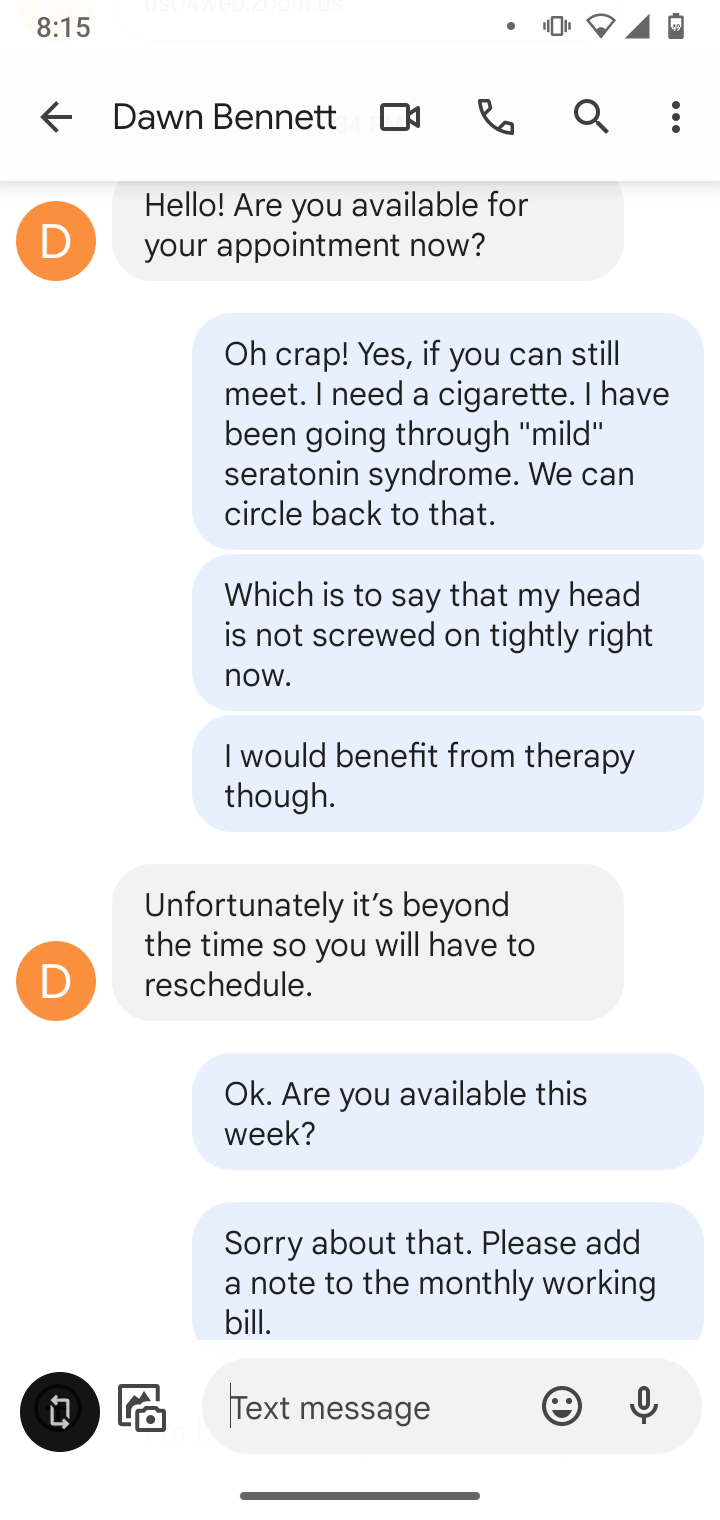 us04web.zoom.us
8:15
Dawn Bennett
Hello! Are you available for
your appointment now?
D
Oh crap! Yes, if you can still
meet. I need a cigarette. I have
been going through "mild"
seratonin syndrome. We can
circle back to that.
Which is to say that my head
is not screwed on tightly right
now.
I would benefit from therapy
though.
Unfortunately it’s beyond
the time so you will have to
reschedule.
D
Ok. Are you available this
week?
Sorry about that. Please add
a note to the monthly working
bill.
Text message